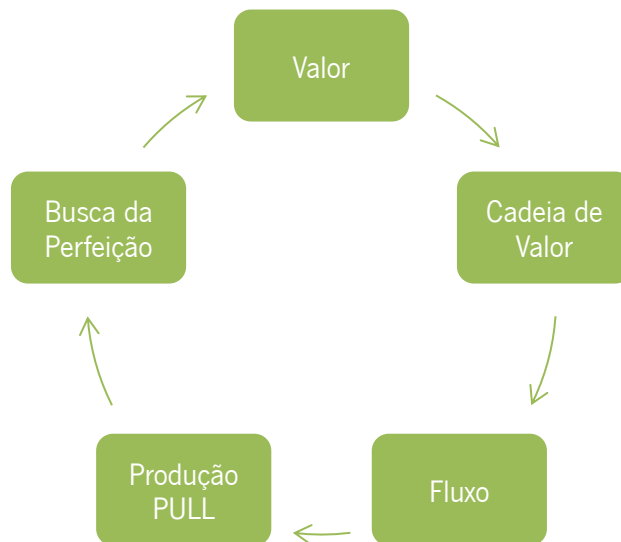 Valor
Cadeia de
Valor
Fluxo
Produção
PULL
Busca da
Perfeição